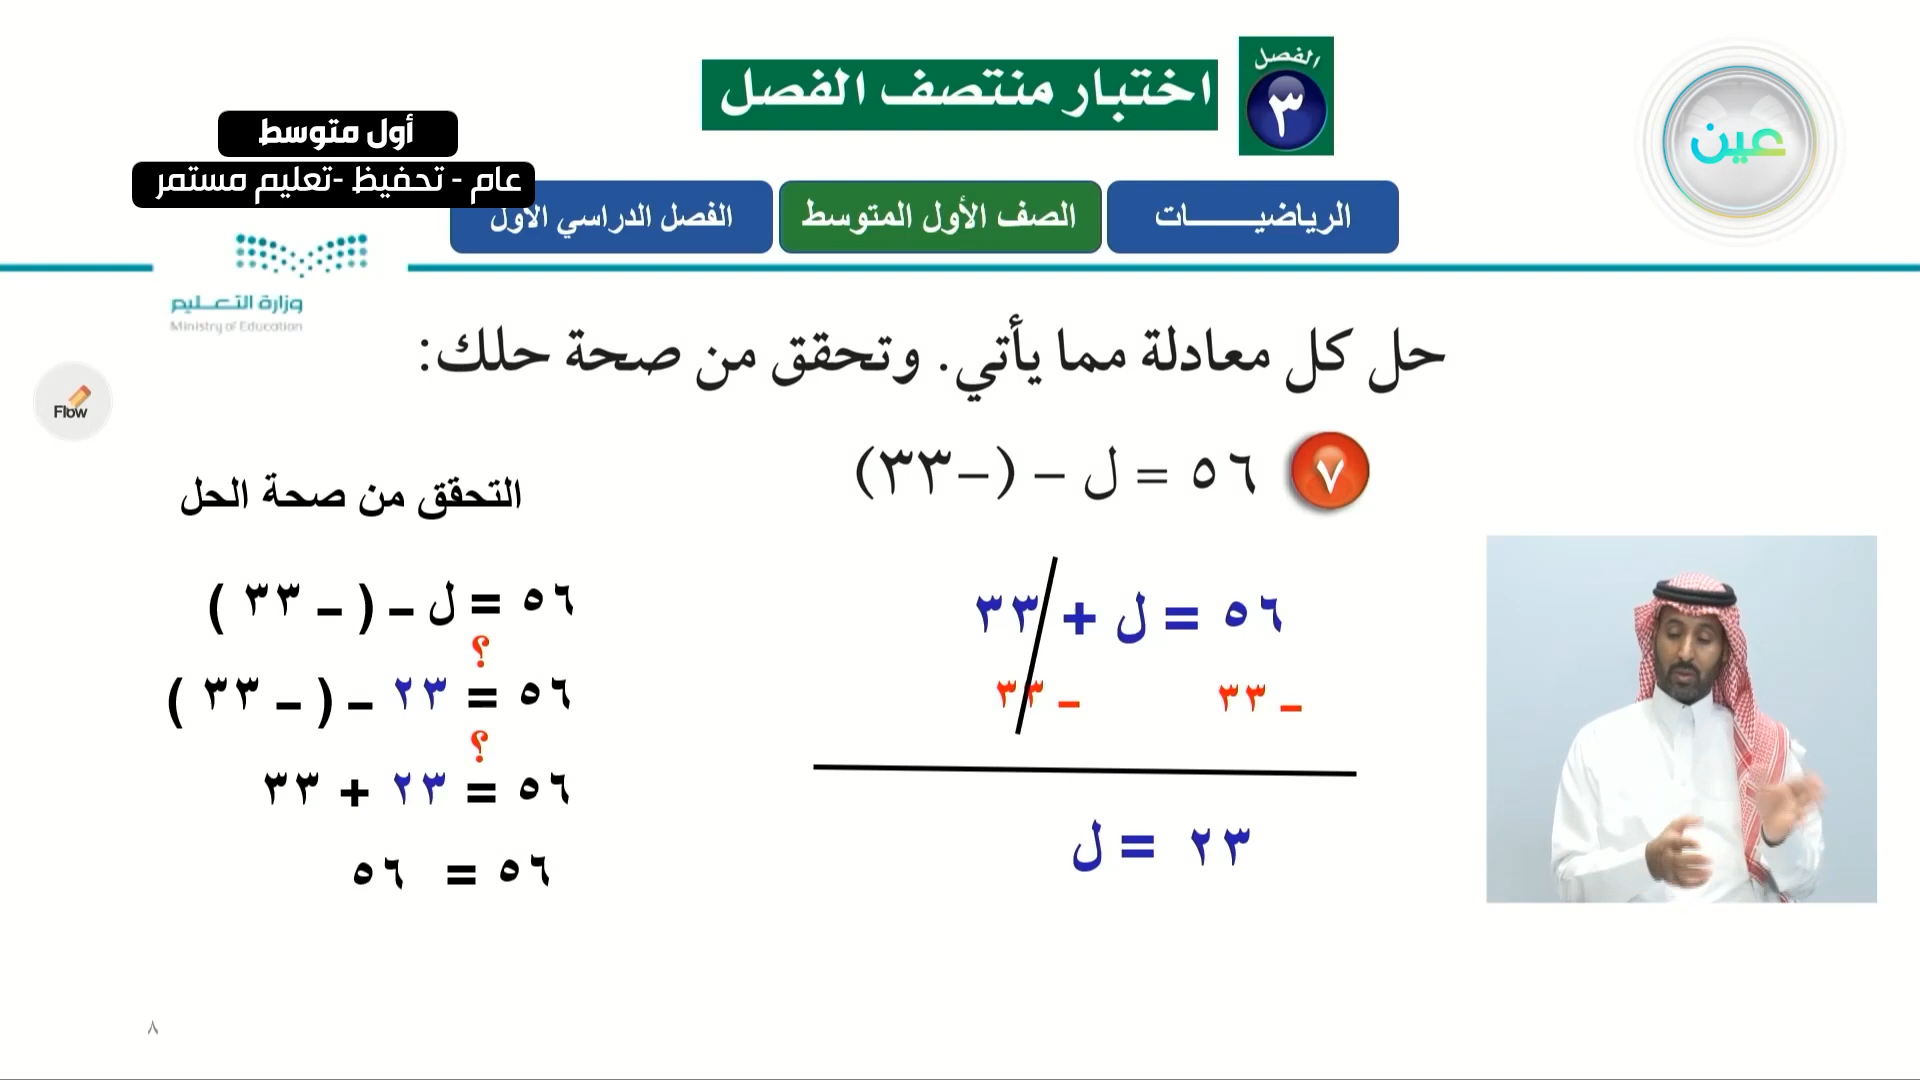 الفصل
٣
اختبار منتصف الفصل
عين
أول متوسط
عام - تحفيظ -تعليم مستمر
الرياضيــــــــــات
الصف الأول المتوسط
الفصل الدراسي الأول
وزارة التعـــليم
Ministry of Education
Flow
حل كل معادلة مما يأتي. وتحقق من صحة حلك:
٧ ٥٦ = ل - (-٣٣)
٥٦ = ل + ٣٣
- ٣٣ - ٣٣
٢٣ = ل
التحقق من صحة الحل
٥٦ = ل - ( - ٣٣ )
؟
٥٦ = ٢٣ - ( - ٣٣ )
؟
٥٦ = ٢٣ + ٣٣
٥٦ = ٥٦
٨